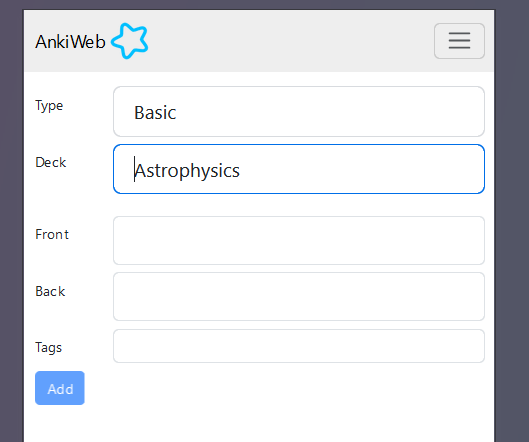 AnkiWeb
Type
Basic
Deck
Astrophysics
Front
Back
Tags
Add